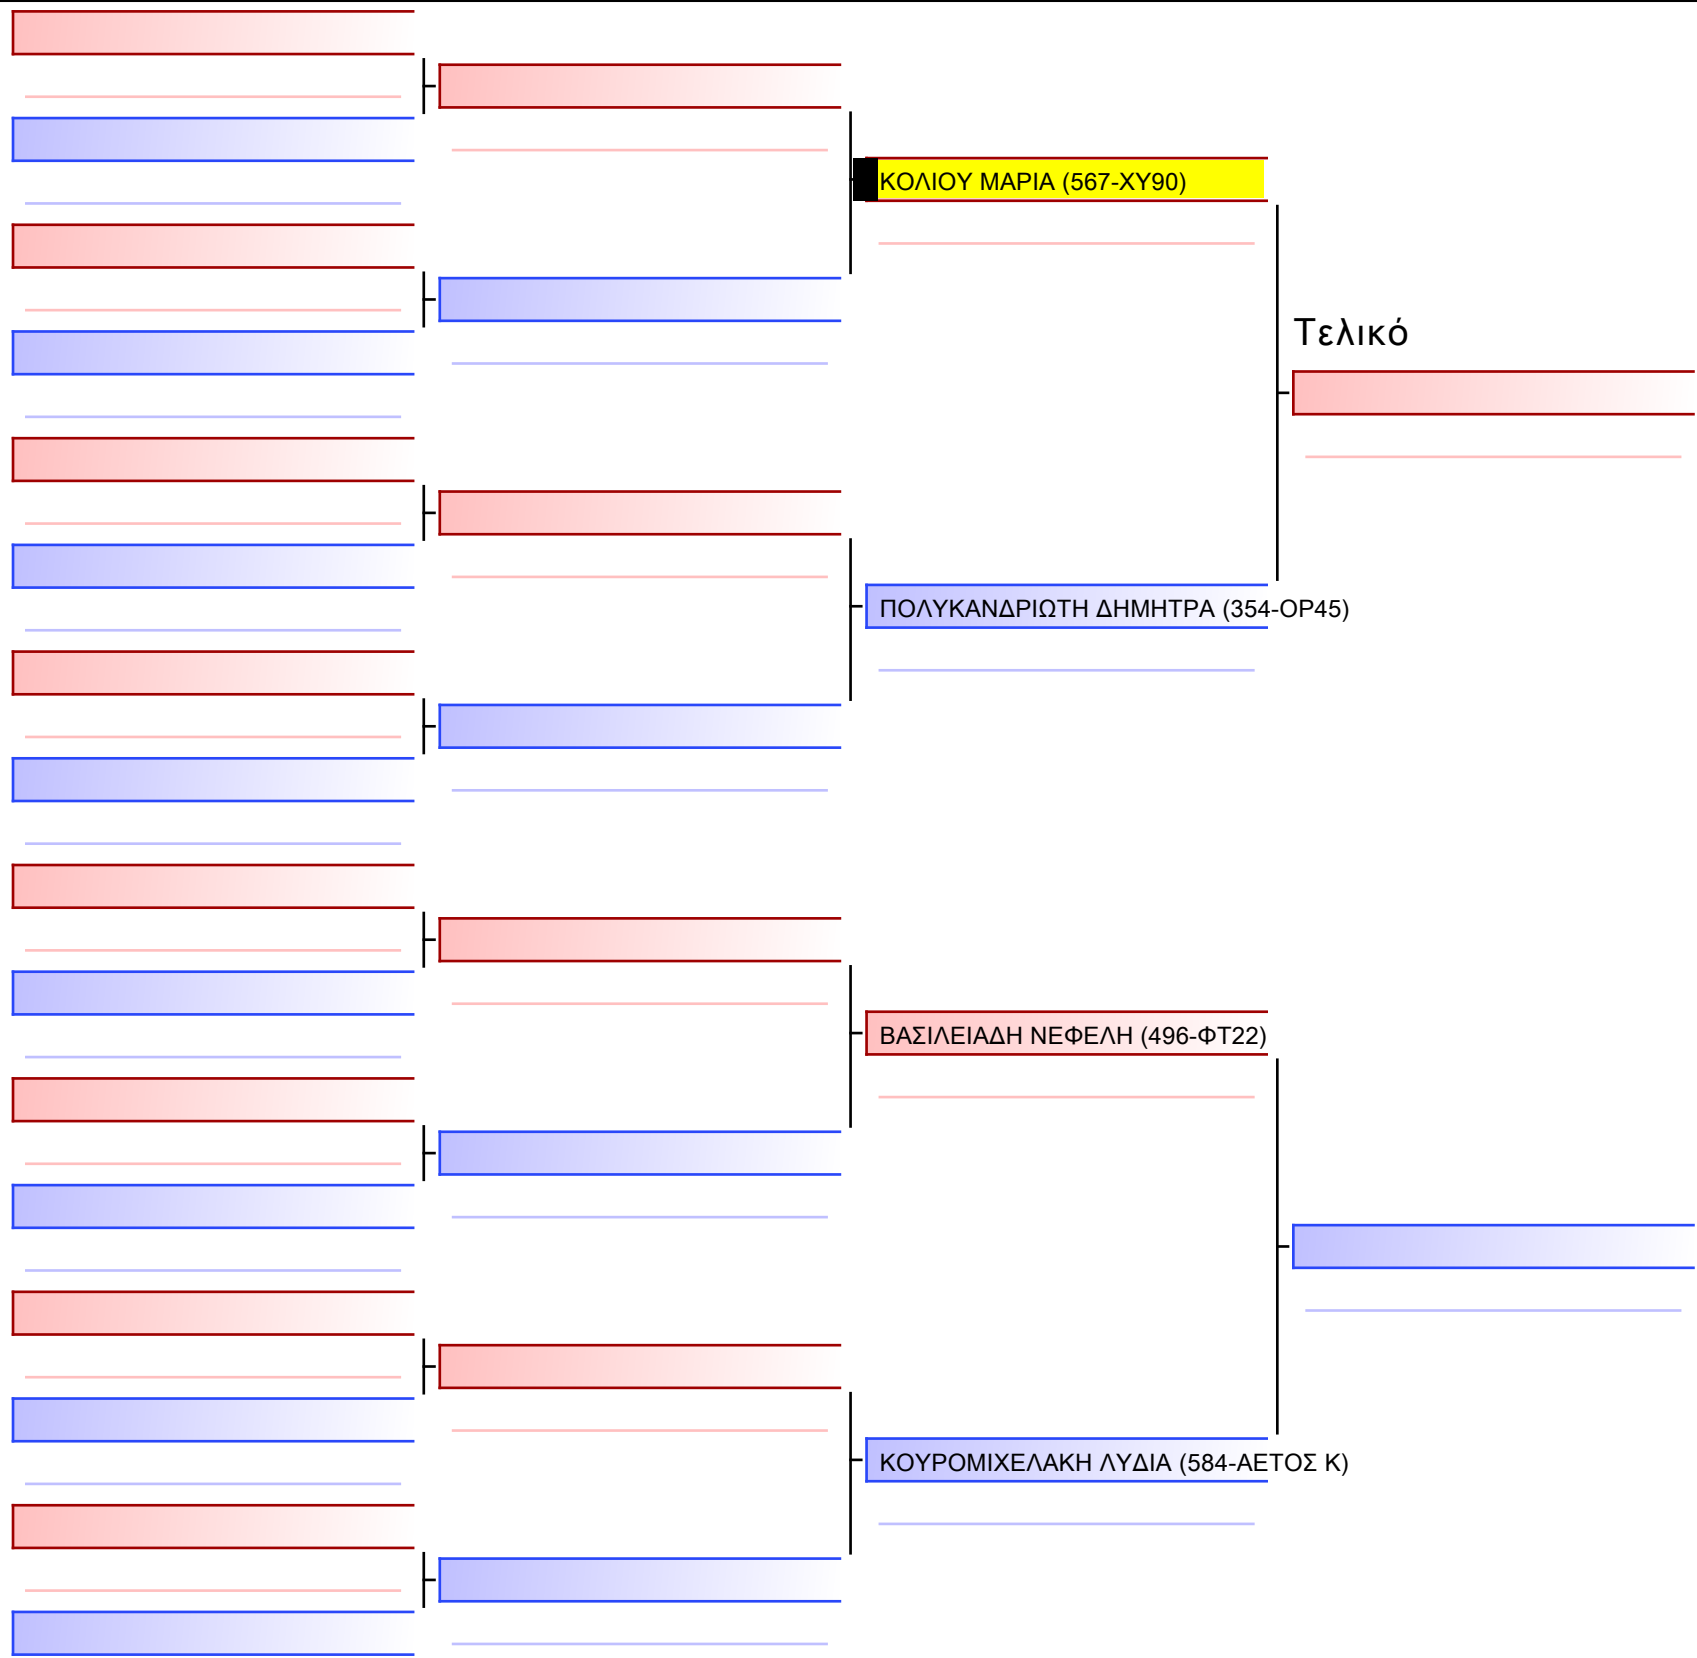 ΚΟΛΙΟΥ ΜΑΡΙΑ (567-ΧΥ90)
Τελικό
ΠΟΛΥΚΑΝΔΡΙΩΤΗ ΔΗΜΗΤΡΑ (354-ΟΡ45)
ΒΑΣΙΛΕΙΑΔΗ ΝΕΦΕΛΗ (496-ΦΤ22)
ΚΟΥΡΟΜΙΧΕΛΑΚΗ ΛΥΔΙΑ (584-ΑΕΤΟΣ Κ)